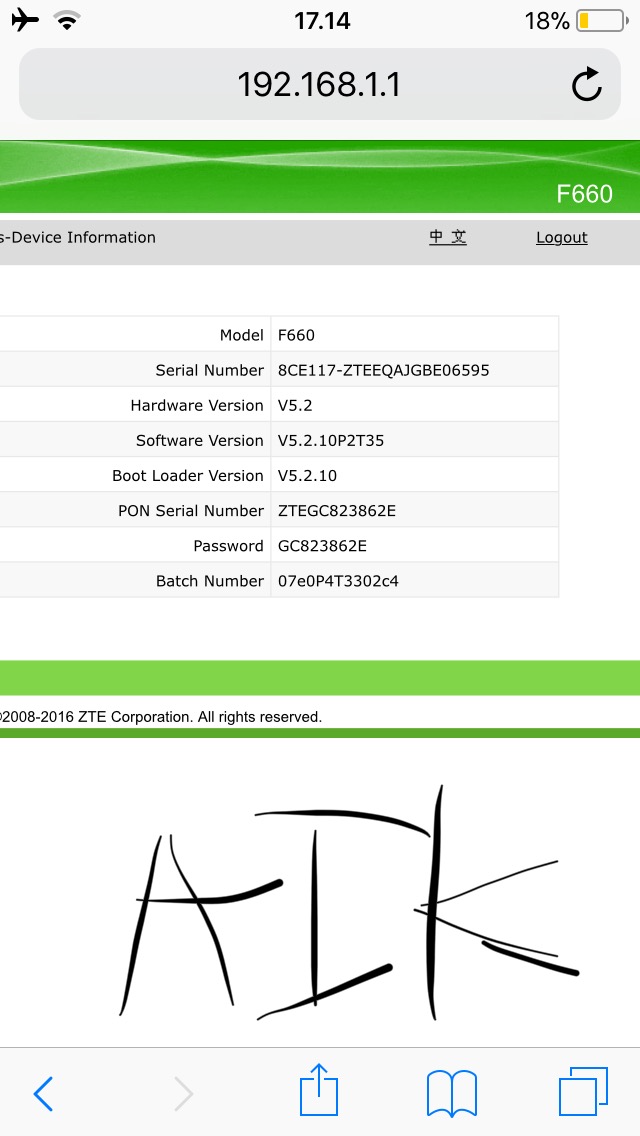 17.14 18%
192.168.1.1
F660
s-Device Information 中 文 Logout
Model F660
Serial Number 8CE117-ZTEEQAJGBE06595
Hardware Version V5.2
Software Version V5.2.10P2T35
Boot Loader Version V5.2.10
PON Serial Number ZTEGC823862E
Password GC823862E
Batch Number 07e0P4T3302c4
©2008-2016 ZTE Corporation. All rights reserved.
AIK